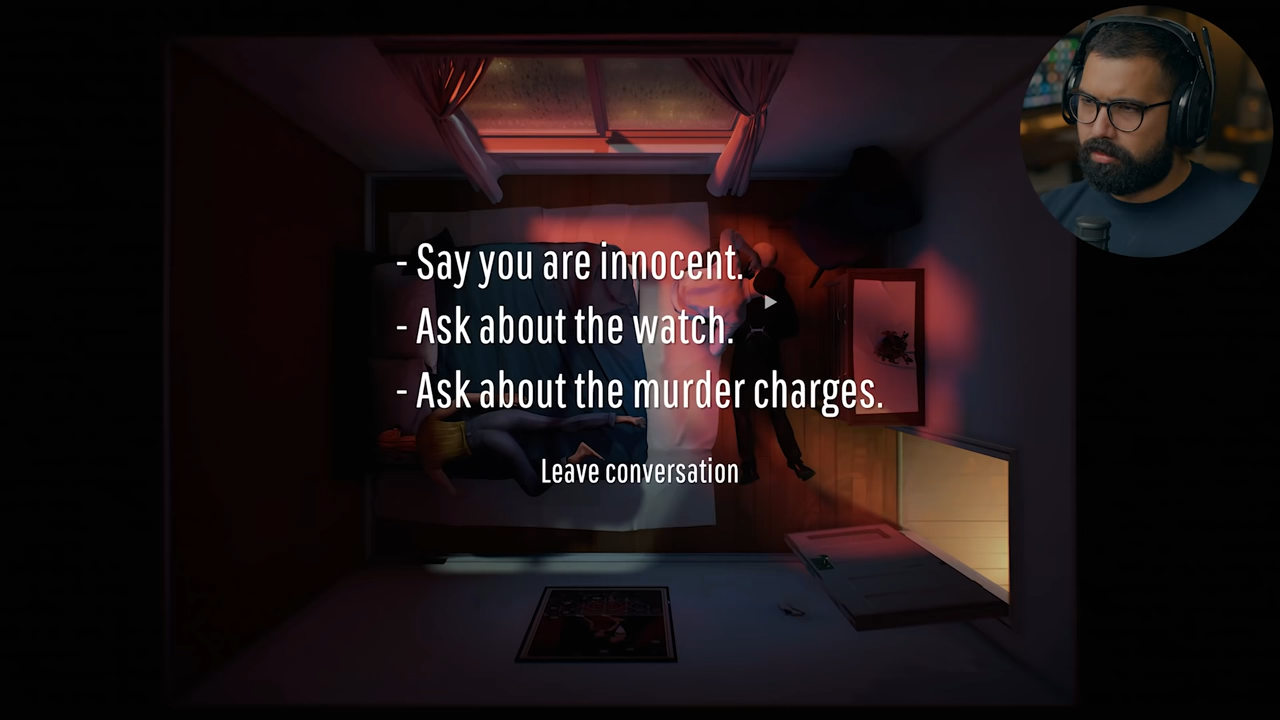 - Say you are innocent.
- Ask about the watch.
- Ask about the murder charges.
Leave conversation